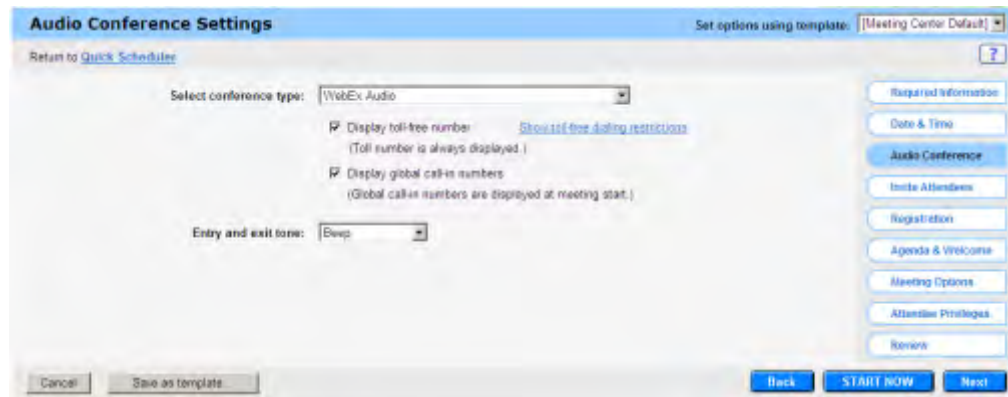 Audio Conference Settings
Set options using template: [Meeting Center Default]
Return to Quick Scheduler
?
Select conference type: WebEx Audio
Display toll-free number Show toll-free dialing restrictions
(Toll number is always displayed.)
Display global call-in numbers
(Global call-in numbers are displayed at meeting start.)
Entry and exit tone: Beep
Required Information
Date & Time
Audio Conference
Invite Attendees
Registration
Agenda & Welcome
Meeting Options
Attendee Privileges
Review
Cancel
Save as template...
Back
START NOW
Next